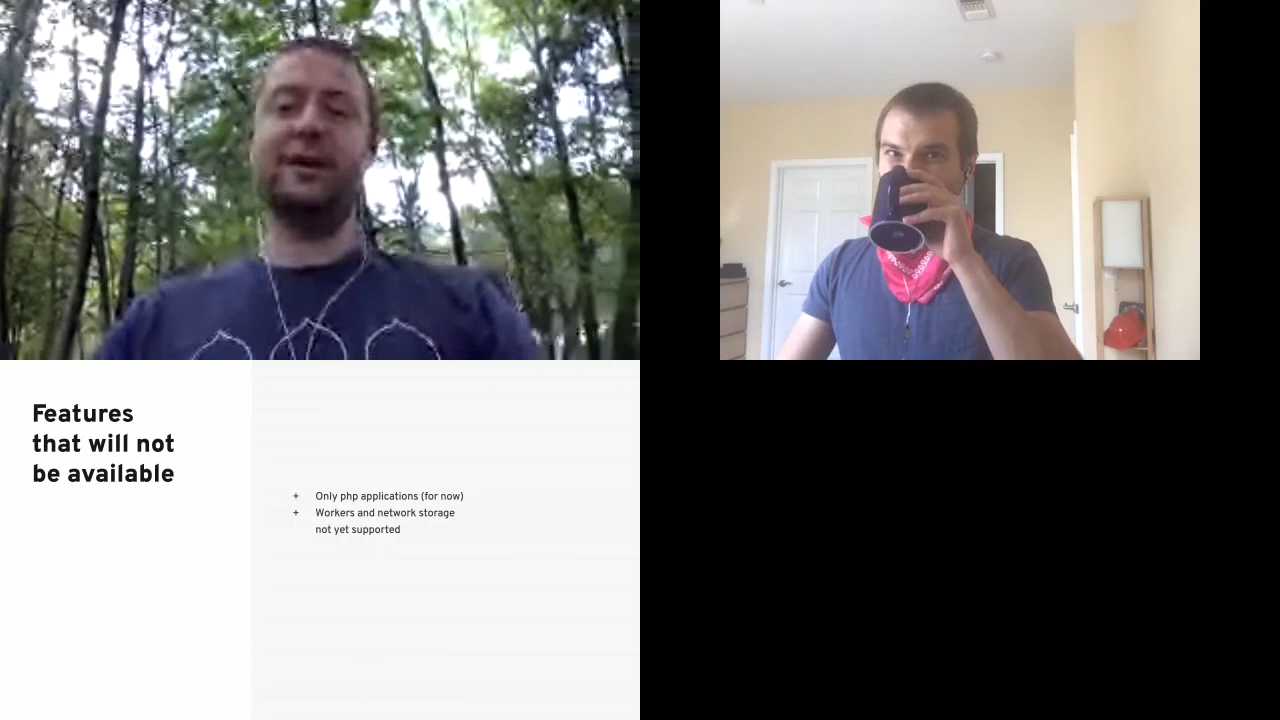 Features
that will not
be available
+ Only php applications (for now)
+ Workers and network storage
not yet supported